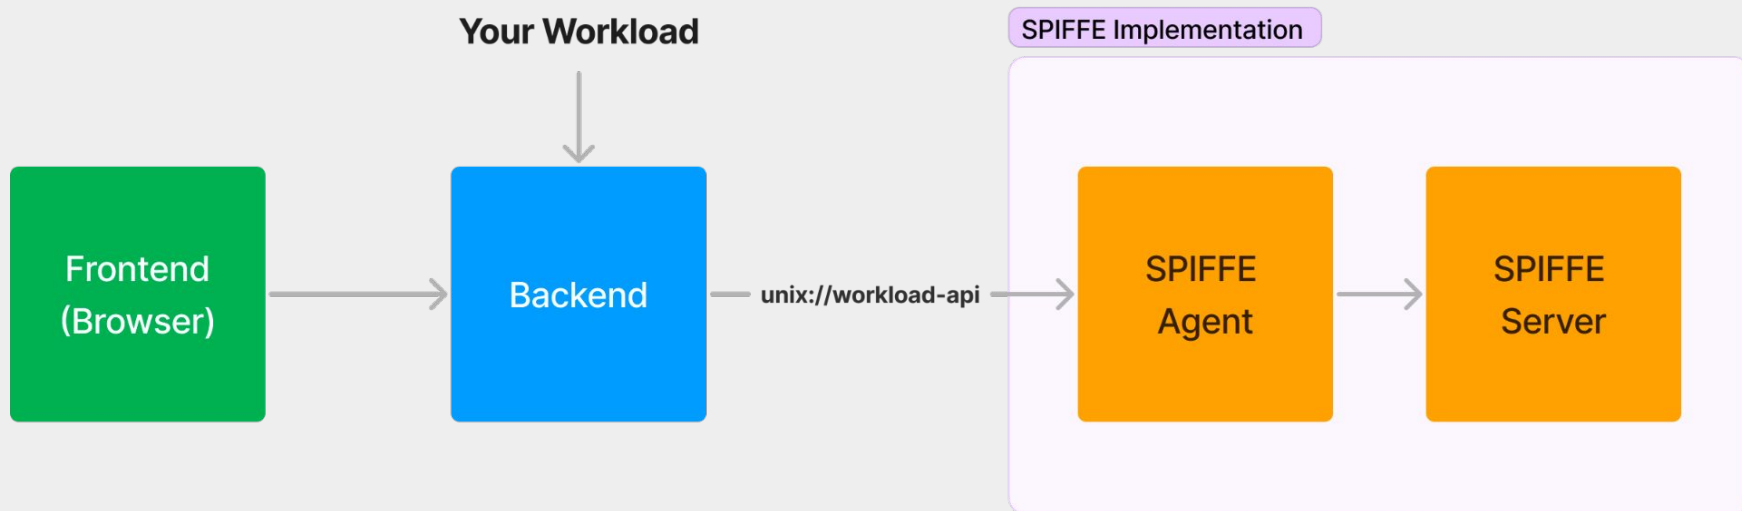 Your Workload
SPIFFE Implementation
Frontend
(Browser)
Backend
unix://workload-api
SPIFFE
Agent
SPIFFE
Server